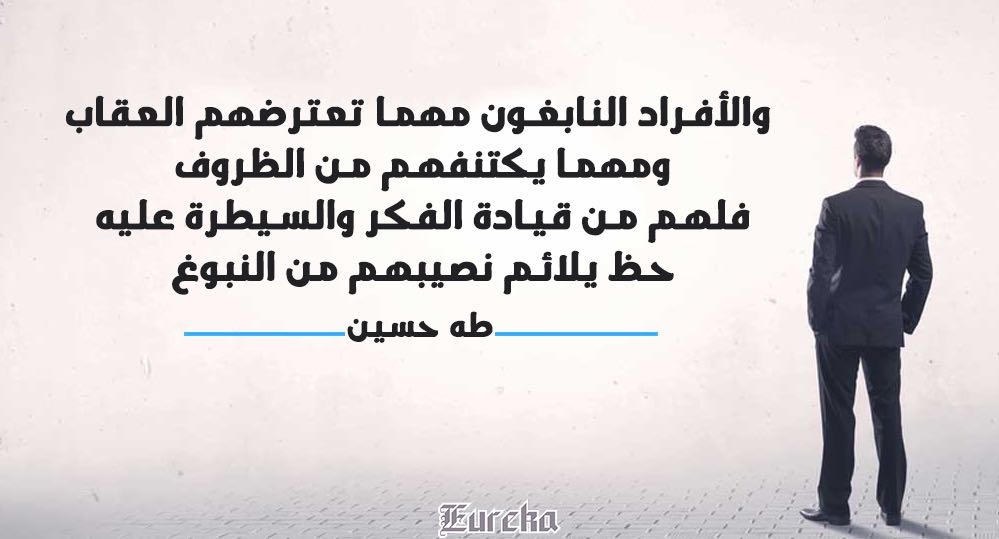 والأفراد النابغون مهما تعترضهم العقاب
ومهما يكتنفهم من الظروف
فلهم من قيادة الفكر والسيطرة عليه
حظ يلائم نصيبهم من النبوغ
طه حسين
Eureka